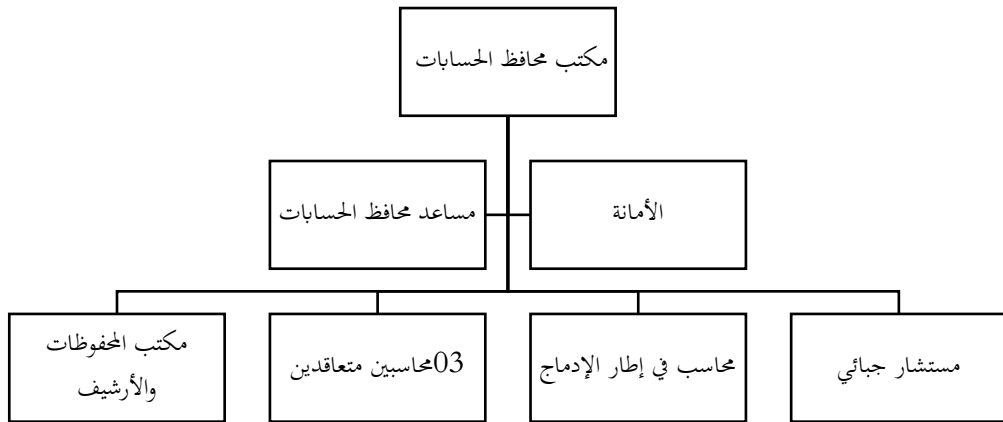 مكتب محافظ الحسابات
الأمانة
مساعد محافظ الحسابات
مستشار جبائي
محاسب في إطار الإدماج
03محاسبين متعاقدين
مكتب المحفوظات
والأرشيف